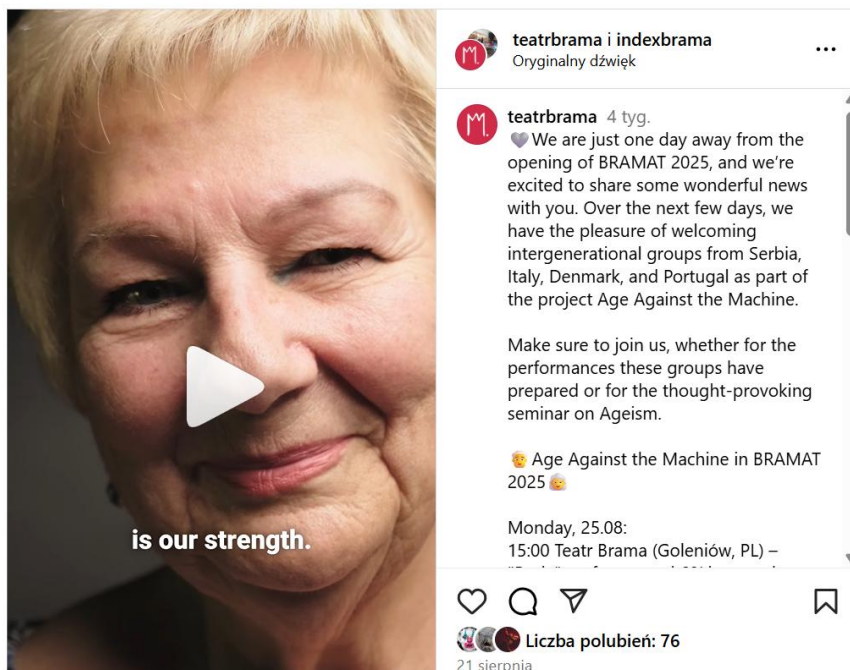 is our strength.
teatrbrama i indexbrama
Oryginalny dźwięk
teatrbrama 4 tyg.
🩶We are just one day away from the
opening of BRAMAT 2025, and we're
excited to share some wonderful news
with you. Over the next few days, we
have the pleasure of welcoming
intergenerational groups from Serbia,
Italy, Denmark, and Portugal as part of
the project Age Against the Machine.
Make sure to join us, whether for the
performances these groups have
prepared or for the thought-provoking
seminar on Ageism.
🧓Age Against the Machine in BRAMAT
2025👵
Monday, 25.08:
15:00 Teatr Brama (Goleniów, PL) –
Liczba polubień: 76
21 sierpnia